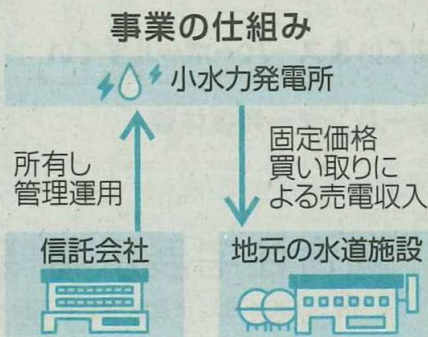 事業の仕組み
小水力発電所
所有し
管理運用
固定価格
買い取りに
よる売電収入
信託会社
地元の水道施設